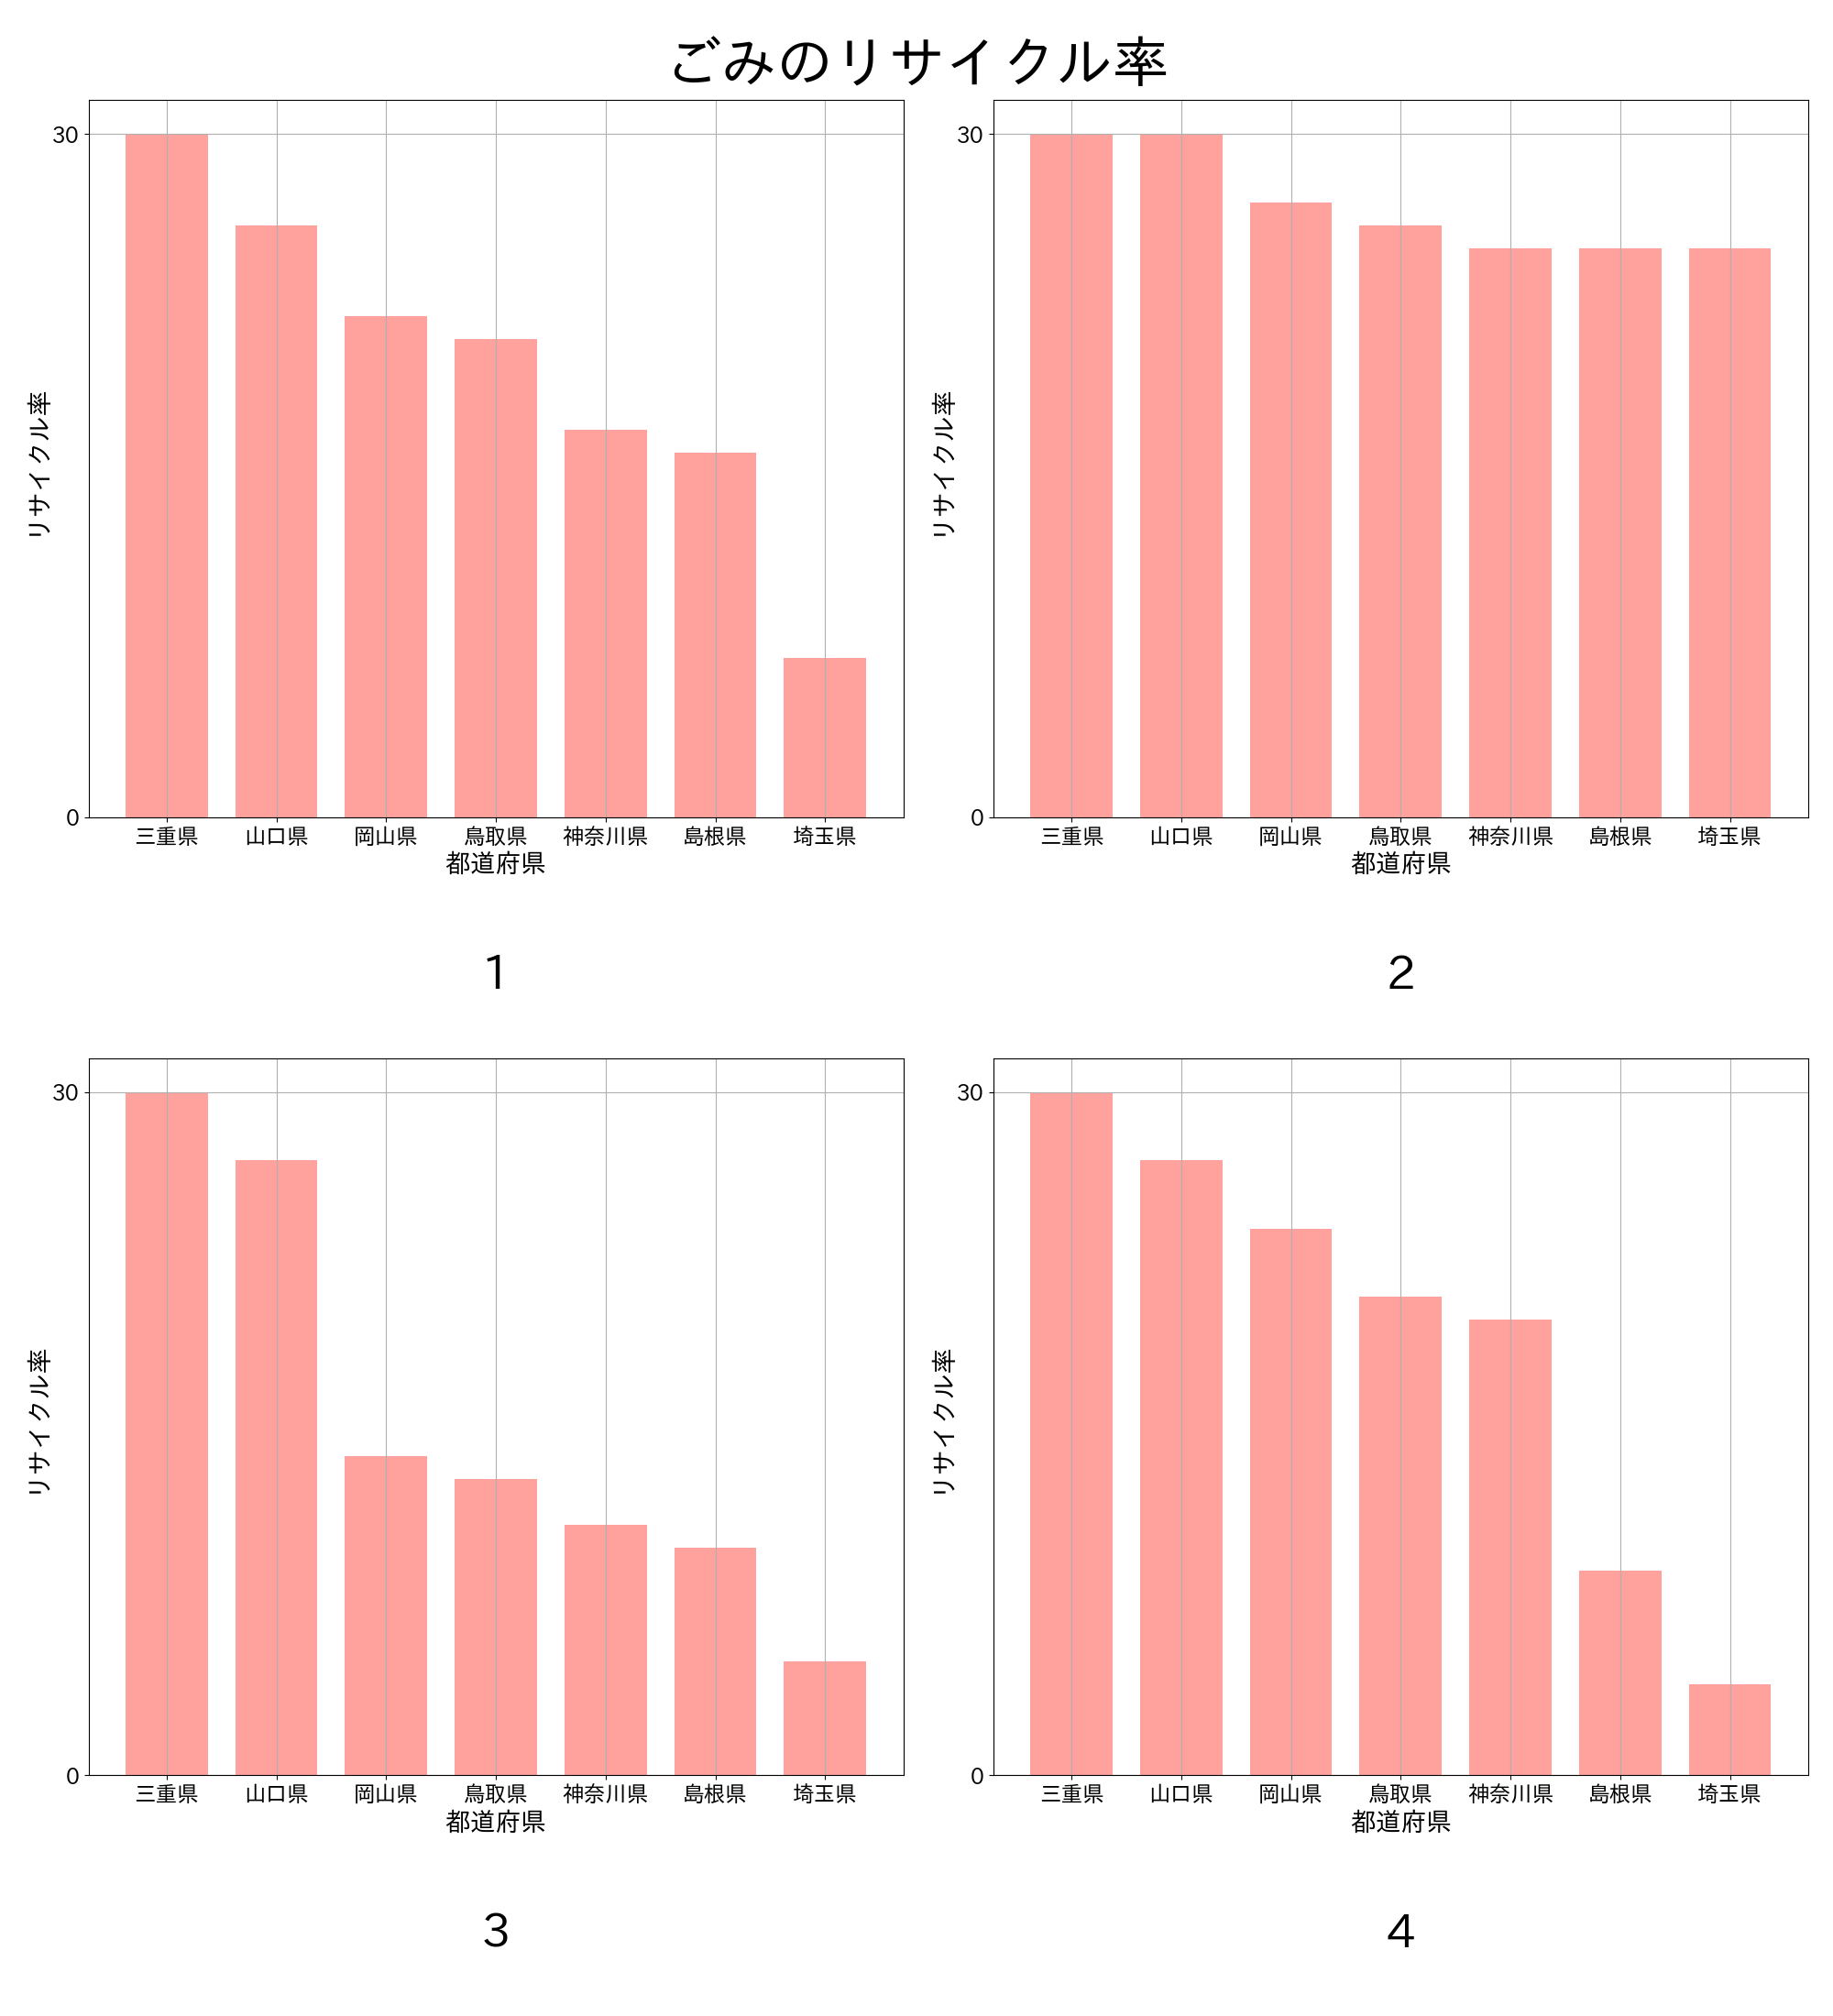 ごみのリサイクル率
30
0
リサイクル率
三重県 山口県 岡山県 鳥取県 神奈川県 島根県 埼玉県
都道府県
1
30
0
リサイクル率
三重県 山口県 岡山県 鳥取県 神奈川県 島根県 埼玉県
都道府県
2
30
0
リサイクル率
三重県 山口県 岡山県 鳥取県 神奈川県 島根県 埼玉県
都道府県
3
30
0
リサイクル率
三重県 山口県 岡山県 鳥取県 神奈川県 島根県 埼玉県
都道府県
4